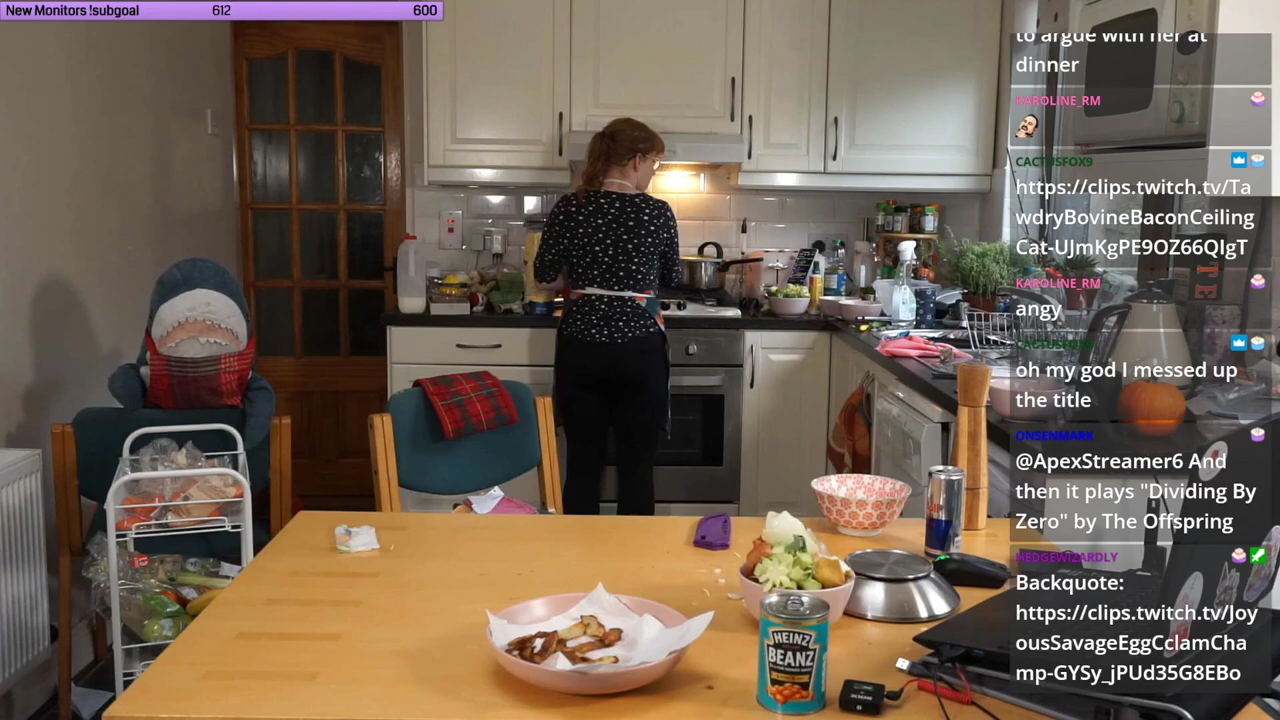 New Monitors !subgoal 612 600
to argue with her at
dinner
KAROLINE_RM
CACTUSFOX9
https://clips.twitch.tv/Ta
wdryBovineBaconCeiling
Cat-UJmKgPE9OZ66QIgT
KAROLINE_RM
angy
CACTUSFOX9
oh my god I messed up
the title
ONSENMARK
@ApexStreamer6 And
then it plays "Dividing By
Zero" by The Offspring
HEDGEWIZARDLY
Backquote:
https://clips.twitch.tv/Joy
ousSavageEggCclamCha
mp-GYSy_jPUd35G8EBo
HEINZ
BEANZ